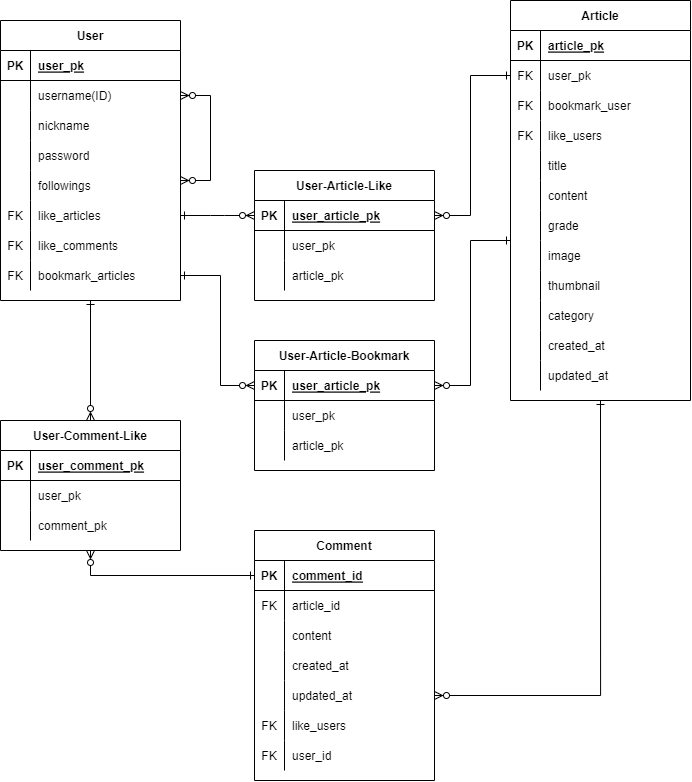 User
PK user_pk
username(ID)
nickname
password
followings
FK like_articles
FK like_comments
FK bookmark_articles
Article
PK article_pk
FK user_pk
FK bookmark_user
FK like_users
title
content
grade
image
thumbnail
category
created_at
updated_at
User-Article-Like
PK user_article_pk
user_pk
article_pk
User-Article-Bookmark
PK user_article_pk
user_pk
article_pk
User-Comment-Like
PK user_comment_pk
user_pk
comment_pk
Comment
PK comment_id
FK article_id
content
created_at
updated_at
FK like_users
FK user_id